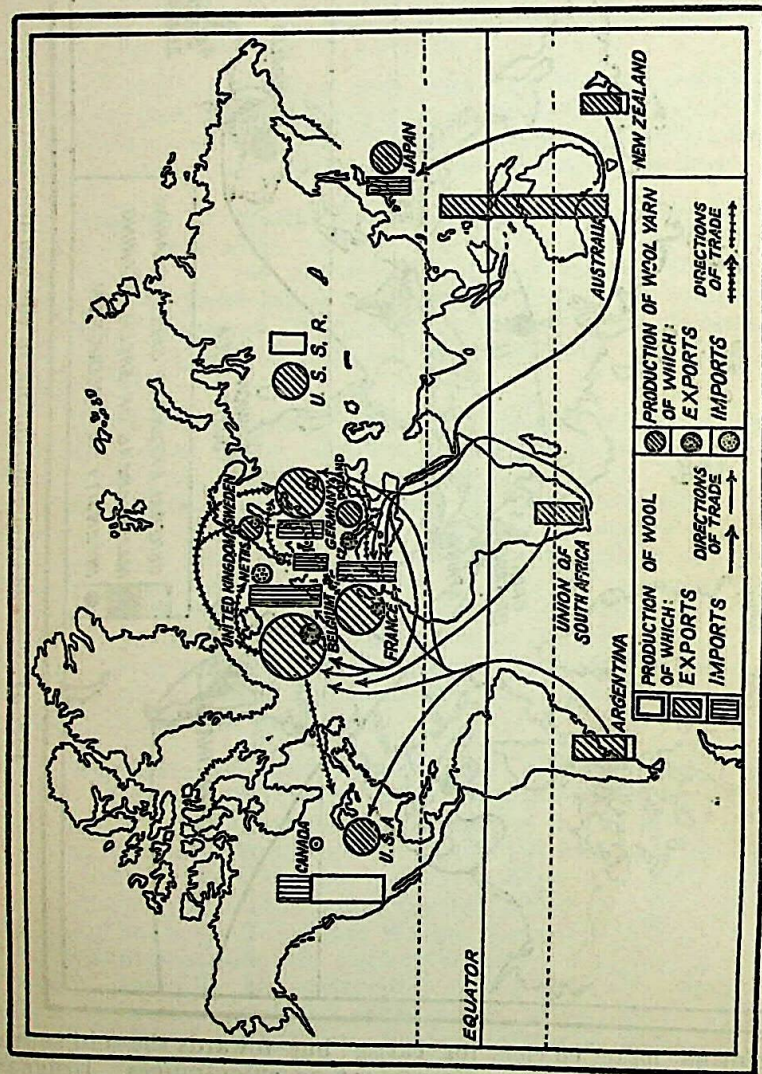 UNITED KINGDOM
SWEDEN
NETH.
BELGIUM
GERMANY
POLAND
CZ.
FRANCE
U. S. S. R.
JAPAN
CANADA
U.S.A
EQUATOR
ARGENTINA
UNION OF
SOUTH AFRICA
AUSTRALIA
NEW ZEALAND
PRODUCTION OF WOOL
OF WHICH:
EXPORTS
IMPORTS
DIRECTIONS
OF TRADE
PRODUCTION OF WOOL YARN
OF WHICH:
EXPORTS
IMPORTS
DIRECTIONS
OF TRADE